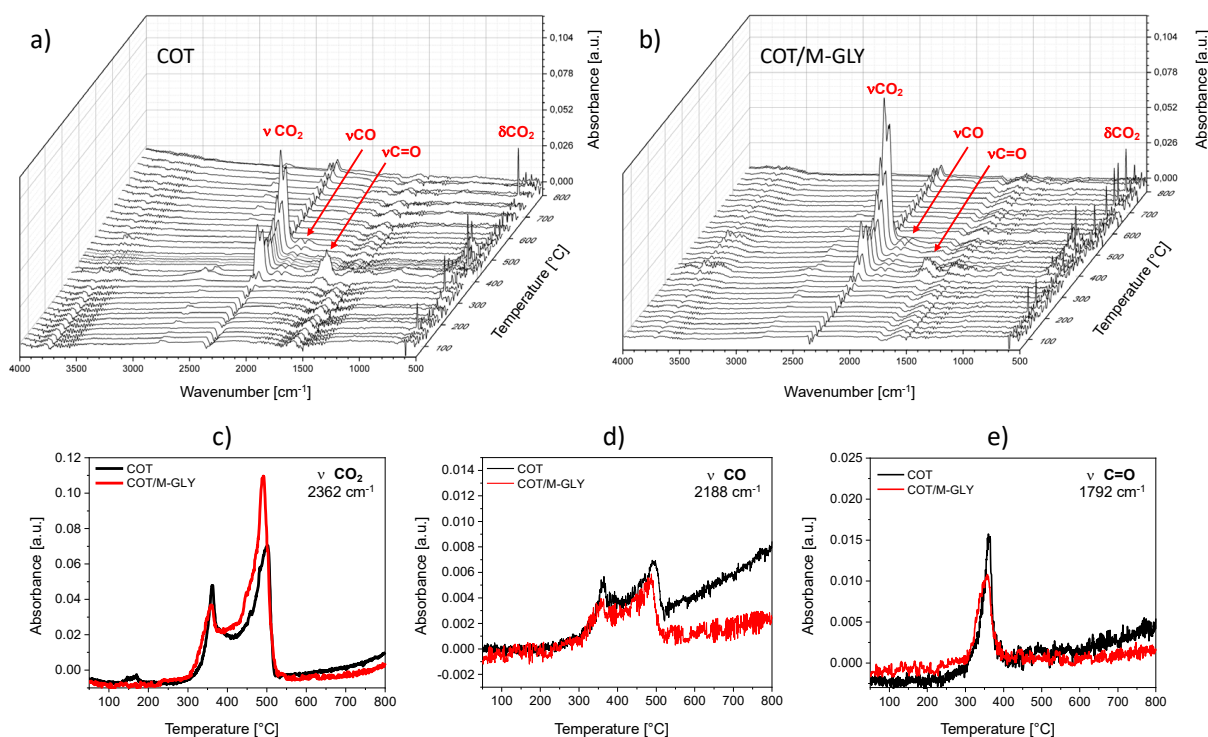 a)
COT
0,104
0,078
0,052
0,026
0,000
Absorbance [a.u.]
ν CO₂
νCO
νC=O
δCO₂
800
700
600
500
400
300
200
100
Temperature [°C]
4000 3500 3000 2500 2000 1500 1000 500
Wavenumber [cm⁻¹]
b)
COT/M-GLY
0,104
0,078
0,052
0,026
0,000
Absorbance [a.u.]
νCO₂
νCO
νC=O
δCO₂
800
700
600
500
400
300
200
100
Temperature [°C]
4000 3500 3000 2500 2000 1500 1000 500
Wavenumber [cm⁻¹]
c)
COT
COT/M-GLY
ν CO₂
2362 cm⁻¹
0.12
0.10
0.08
0.06
0.04
0.02
0.00
Absorbance [a.u.]
100 200 300 400 500 600 700 800
Temperature [°C]
d)
COT
COT/M-GLY
ν CO
2188 cm⁻¹
0.014
0.012
0.010
0.008
0.006
0.004
0.002
0.000
-0.002
Absorbance [a.u.]
100 200 300 400 500 600 700 800
Temperature [°C]
e)
COT
COT/M-GLY
ν C=O
1792 cm⁻¹
0.025
0.020
0.015
0.010
0.005
0.000
Absorbance [a.u.]
100 200 300 400 500 600 700 800
Temperature [°C]